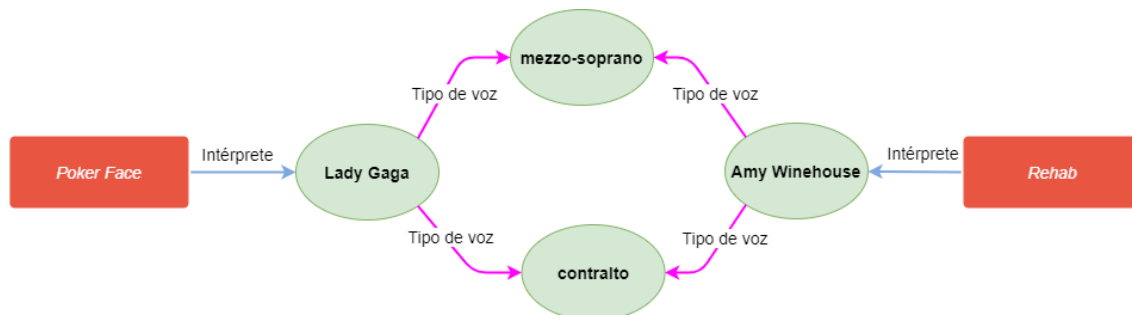 mezzo-soprano
Tipo de voz
Tipo de voz
Poker Face
Intérprete
Lady Gaga
Amy Winehouse
Intérprete
Rehab
Tipo de voz
Tipo de voz
contralto